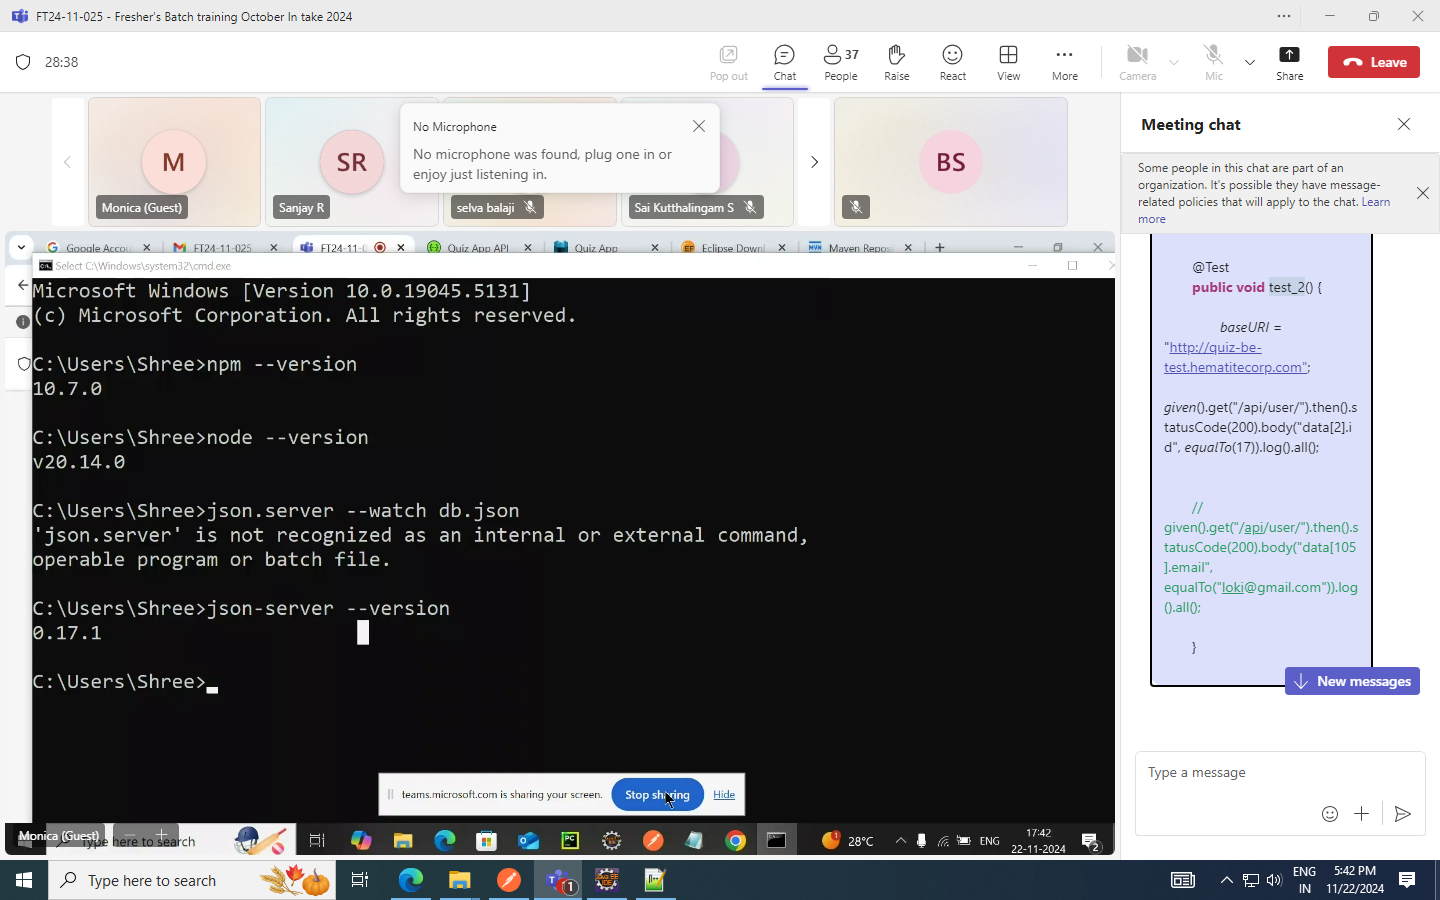 FT24-11-025 - Fresher's Batch training October In take 2024
28:38
Pop out
Chat
37
People
Raise
React
View
More
Camera
Mic
Share
Leave
M
Monica (Guest)
SR
Sanjay R
selva balaji
Sai Kutthalingam S
BS
No Microphone
No microphone was found, plug one in or
enjoy just listening in.
Google Accou
FT24-11-025
FT24-11-0
Quiz App API
Quiz App
Eclipse Downl
Maven Repos
Select C:\Windows\system32\cmd.exe
Microsoft Windows [Version 10.0.19045.5131]
(c) Microsoft Corporation. All rights reserved.
C:\Users\Shree>npm --version
10.7.0
C:\Users\Shree>node --version
v20.14.0
C:\Users\Shree>json.server --watch db.json
'json.server' is not recognized as an internal or external command,
operable program or batch file.
C:\Users\Shree>json-server --version
0.17.1
C:\Users\Shree>
teams.microsoft.com is sharing your screen.
Stop sharing
Hide
Monica (Guest)
Type here to search
28°C
ENG
17:42
22-11-2024
2
Meeting chat
Some people in this chat are part of an
organization. It's possible they have message-
related policies that will apply to the chat. Learn
more
@Test
public void test_2() {
baseURI =
"http://quiz-be-
test.hematitecorp.com";
given().get("/api/user/").then().s
tatusCode(200).body("data[2].i
d", equalTo(17)).log().all();
//
given().get("/api/user/").then().s
tatusCode(200).body("data[105
].email",
equalTo("loki@gmail.com")).log
().all();
}
New messages
Type a message
Type here to search
1
ENG
IN
5:42 PM
11/22/2024